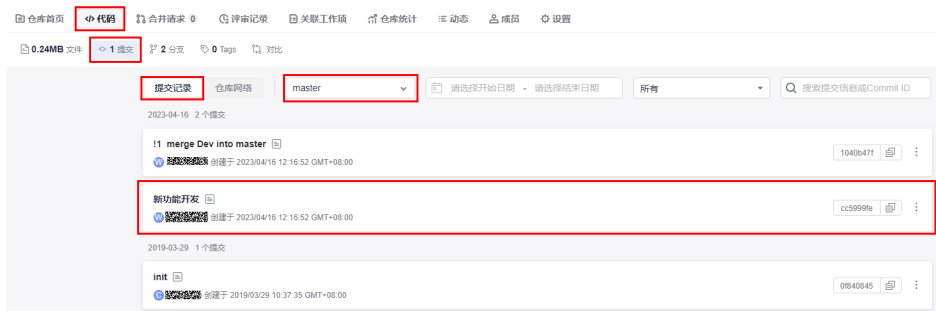 仓库首页 </> 代码 合并请求 0 评审记录 关联工作项 仓库统计 动态 成员 设置
0.24MB 文件 1 提交 2 分支 0 Tags 对比
提交记录 仓库网络 master 请选择开始日期 - 请选择结束日期 所有 搜索提交信息或Commit ID
2023-04-16 2 个提交
!1 merge Dev into master
W 创建于 2023/04/16 12:16:52 GMT+08:00
1040b47f
新功能开发
W 创建于 2023/04/16 12:16:52 GMT+08:00
cc5999fe
2019-03-29 1 个提交
init
C 创建于 2019/03/29 10:37:35 GMT+08:00
0f840845